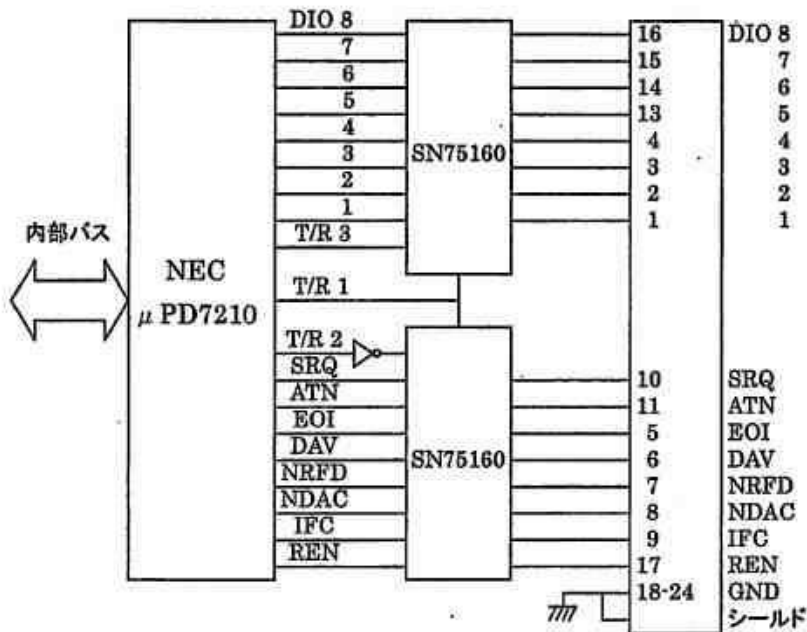 DIO 8 16 DIO 8
7 15 7
6 14 6
5 13 5
4 4 4
3 SN75160 3 3
2 2 2
1 1 1
内部バス
T/R 3
NEC
μPD7210
T/R 1
T/R 2
SRQ 10 SRQ
ATN 11 ATN
EOI 5 EOI
DAV SN75160 6 DAV
NRFD 7 NRFD
NDAC 8 NDAC
IFC 9 IFC
REN 17 REN
18-24 GND
シールド